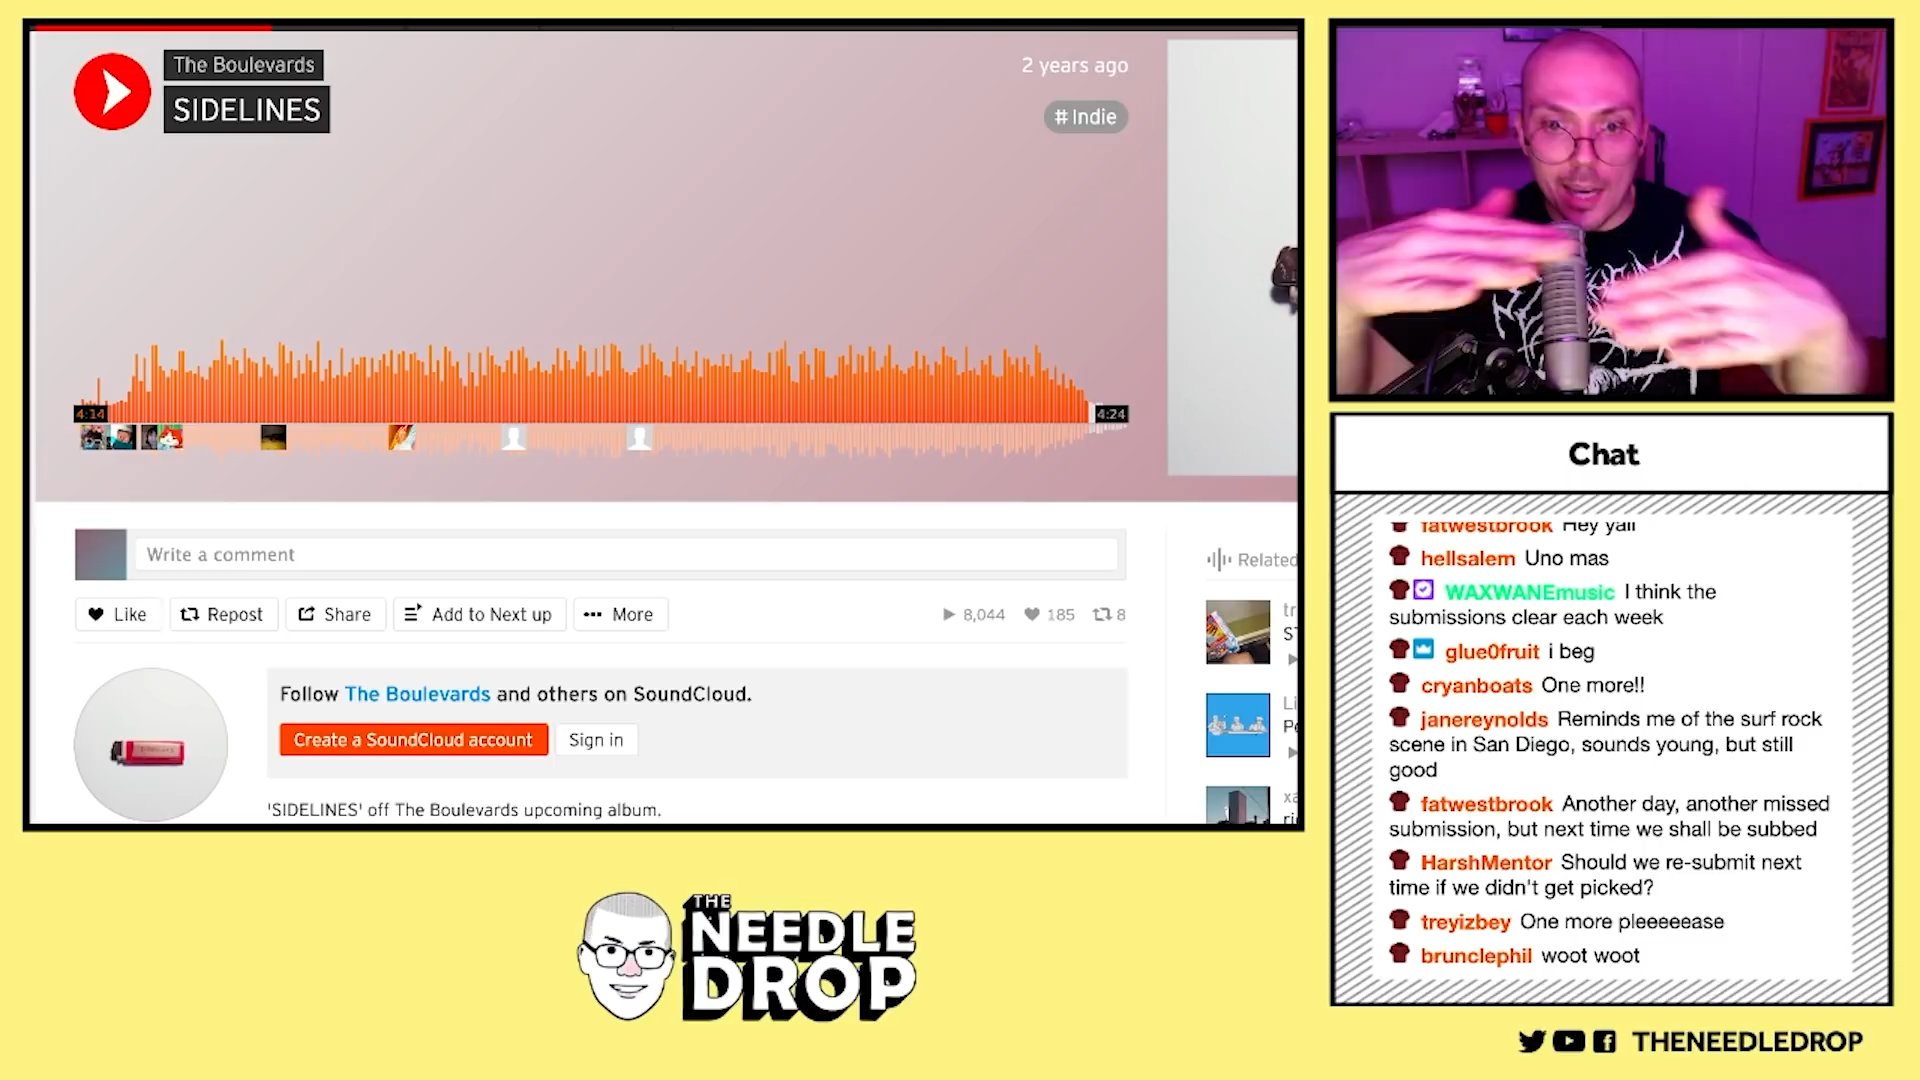 The Boulevards
SIDELINES
2 years ago
# Indie
4:14
4:24
Write a comment
Like
Repost
Share
Add to Next up
More
8,044
185
8
Related
Follow The Boulevards and others on SoundCloud.
Create a SoundCloud account
Sign in
'SIDELINES' off The Boulevards upcoming album.
THE
NEEDLE
DROP
Chat
fatwestbrook Hey yall
hellsalem Uno mas
WAXWANEmusic I think the
submissions clear each week
glue0fruit i beg
cryanboats One more!!
janereynolds Reminds me of the surf rock
scene in San Diego, sounds young, but still
good
fatwestbrook Another day, another missed
submission, but next time we shall be subbed
HarshMentor Should we re-submit next
time if we didn't get picked?
treyizbey One more pleeeeease
brunclephil woot woot
THENEEDLEDROP